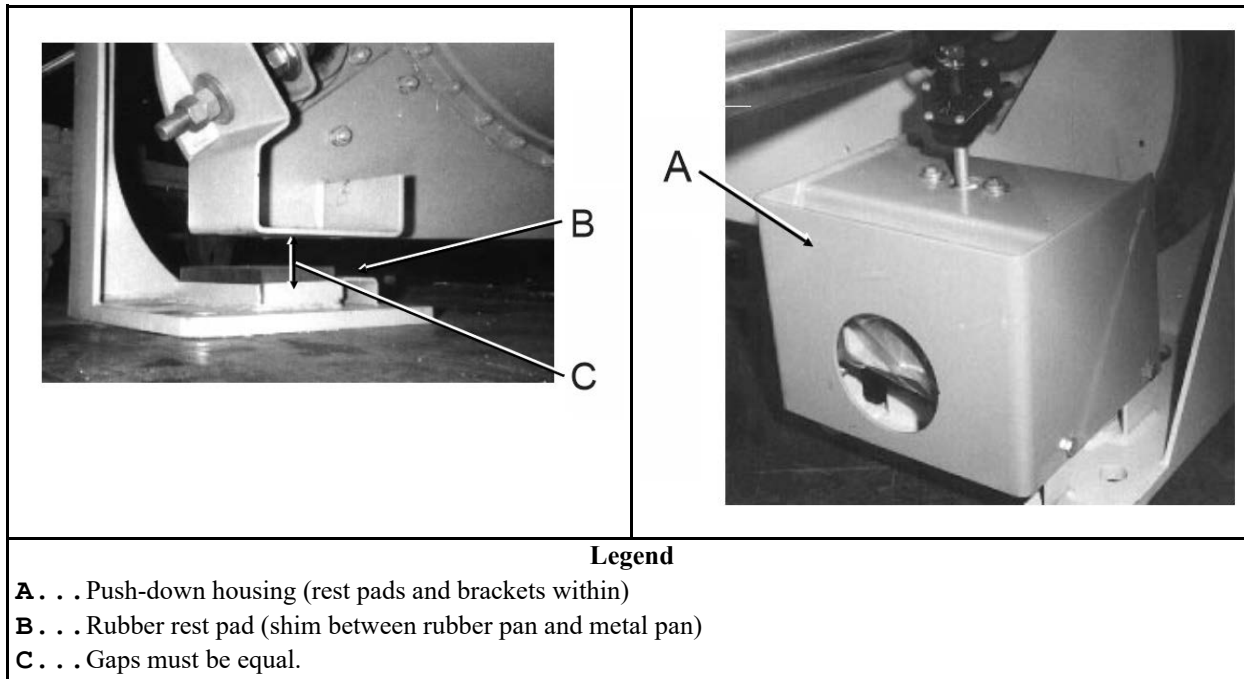 B
C
A
Legend
A...Push-down housing (rest pads and brackets within)
B...Rubber rest pad (shim between rubber pan and metal pan)
C...Gaps must be equal.